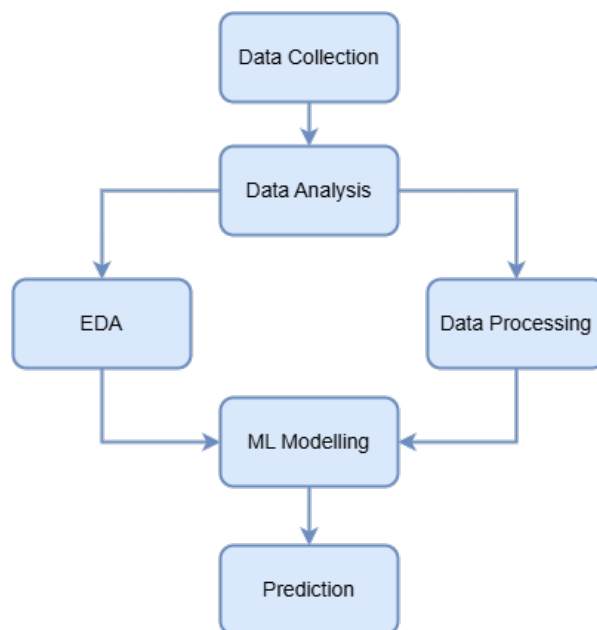 Data Collection
Data Analysis
EDA
Data Processing
ML Modelling
Prediction